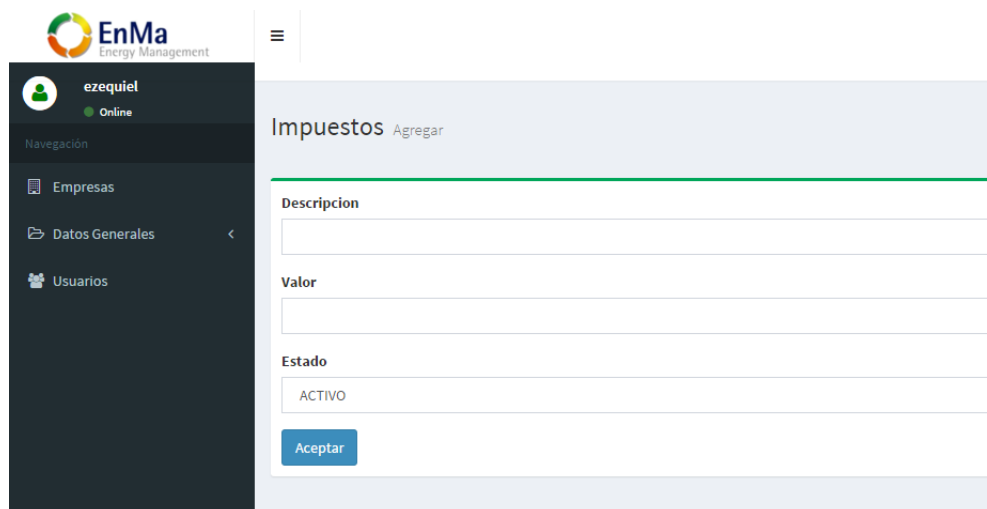 EnMa
Energy Management
ezequiel
Online
Navegación
Empresas
Datos Generales
Usuarios
Impuestos Agregar
Descripcion
Valor
Estado
ACTIVO
Aceptar